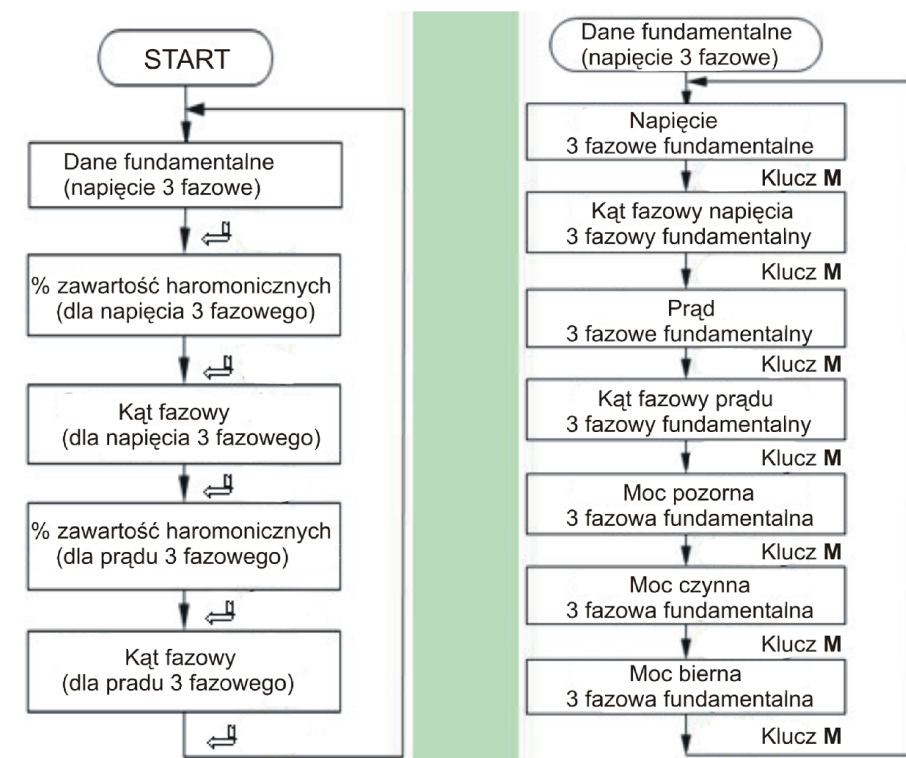 START
Dane fundamentalne
(napięcie 3 fazowe)
% zawartość haromonicznych
(dla napięcia 3 fazowego)
Kąt fazowy
(dla napięcia 3 fazowego)
% zawartość haromonicznych
(dla prądu 3 fazowego)
Kąt fazowy
(dla pradu 3 fazowego)
Dane fundamentalne
(napięcie 3 fazowe)
Napięcie
3 fazowe fundamentalne
Klucz M
Kąt fazowy napięcia
3 fazowy fundamentalny
Klucz M
Prąd
3 fazowe fundamentalny
Klucz M
Kąt fazowy prądu
3 fazowy fundamentalny
Klucz M
Moc pozorna
3 fazowa fundamentalna
Klucz M
Moc czynna
3 fazowa fundamentalna
Klucz M
Moc bierna
3 fazowa fundamentalna
Klucz M